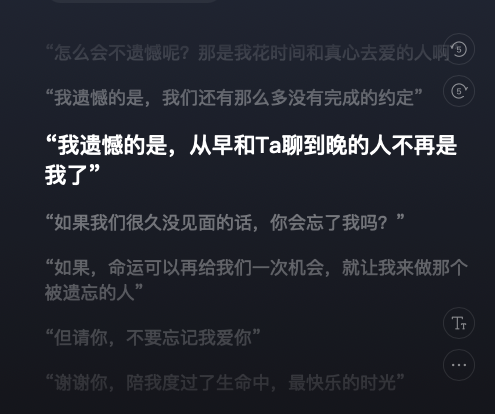 “怎么会不遗憾呢？那是我花时间和真心去爱的人啊”
5
“我遗憾的是，我们还有那么多没有完成的约定”
5
“我遗憾的是，从早和Ta聊到晚的人不再是
我了”
“如果我们很久没见面的话，你会忘了我吗？”
“如果，命运可以再给我们一次机会，就让我来做那个
被遗忘的人”
“但请你，不要忘记我爱你”
TT
“谢谢你，陪我度过了生命中，最快乐的时光”